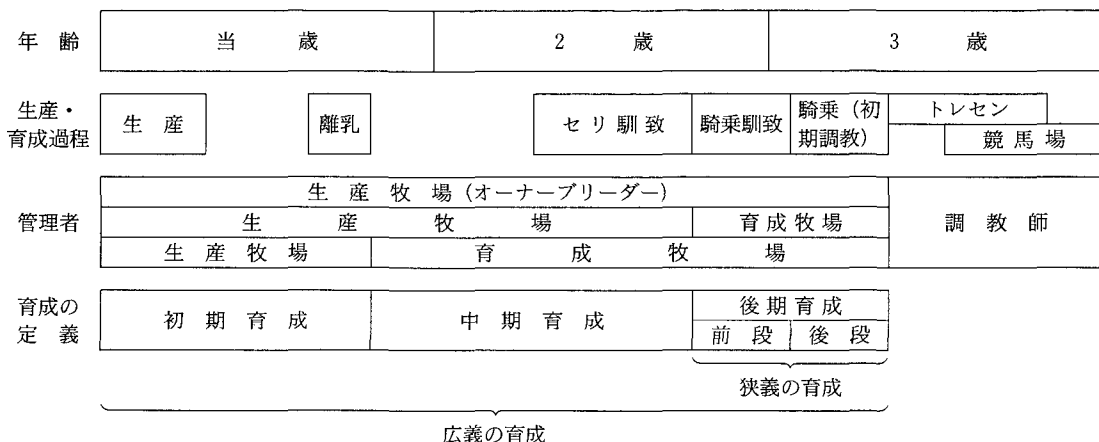 年齢 当歳 2歳 3歳
生産・育成過程 生産 離乳 セリ馴致 騎乗馴致 騎乗(初期調教) トレセン
競馬場
生産牧場(オーナーブリーダー)
管理者 生産牧場 育成牧場 調教師
生産牧場 育成牧場
育成の定義 初期育成 中期育成 後期育成
前段 後段
狭義の育成
広義の育成